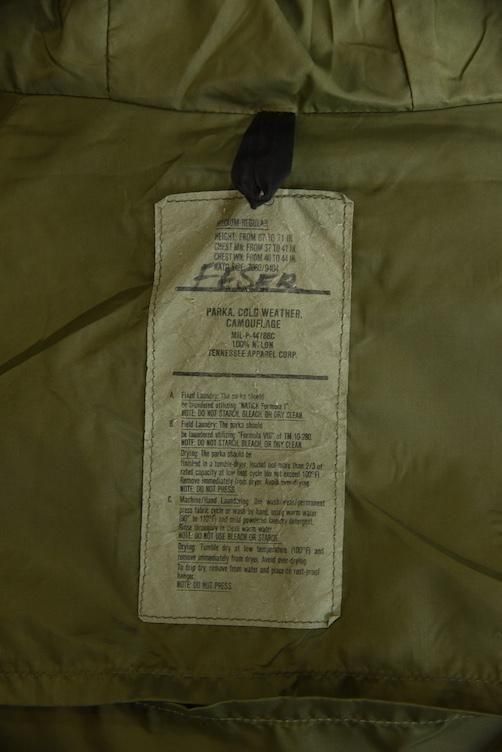 MEDIUM-REGULAR
HEIGHT: FROM 67 TO 71 IN.
CHEST MN: FROM 37 TO 41 IN.
CHEST WN: FROM 40 TO 44 IN.
NATO SIZE:
FESER
PARKA, COLD WEATHER,
CAMOUFLAGE
MIL-P-44188C
100% NYLON
TENNESSEE APPAREL CORP.
A. Fixed Laundry: The parka should
be laundered utilizing "NATICK Formula I".
NOTE: DO NOT STARCH, BLEACH, OR DRY CLEAN.
B. Field Laundry: The parka should
be laundered utilizing "Formula VIII" of TM 10-280.
NOTE: DO NOT STARCH, BLEACH, OR DRY CLEAN.
Drying: The parka should be
finished in a tumble-dryer, loaded not more than 2/3 of
rated capacity at low heat cycle (do not exceed 100°F).
Remove immediately from dryer. Avoid over-drying.
NOTE: DO NOT PRESS.
C. Machine/Hand Laundering: Use wash cycle/permanent
press fabric cycle or wash by hand, using warm water
(90° to 110°F) and mild powdered laundry detergent.
Rinse thoroughly in clean warm water.
NOTE: DO NOT USE BLEACH OR STARCH.
Drying: Tumble dry at low temperature (100°F) and
remove immediately from dryer. Avoid over-drying.
To drip dry, remove from water and place on rust-proof
hanger.
NOTE: DO NOT PRESS.